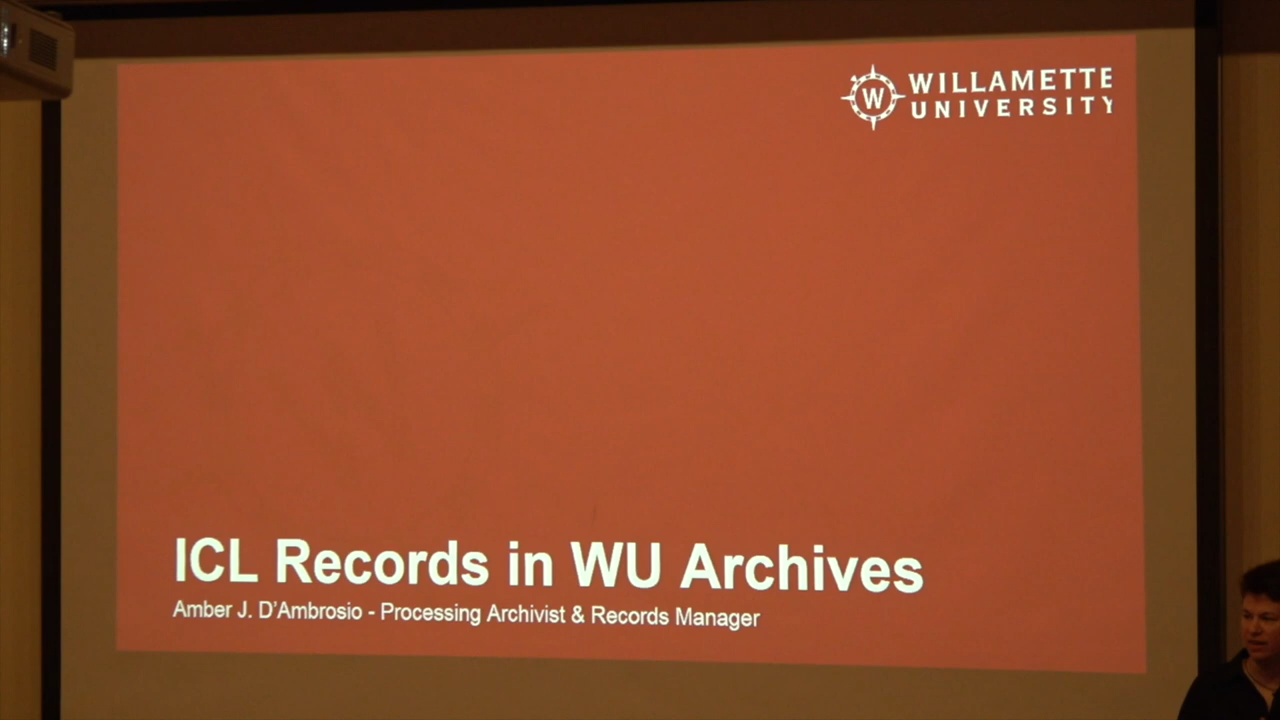 W
WILLAMETTE
UNIVERSITY
ICL Records in WU Archives
Amber J. D'Ambrosio - Processing Archivist & Records Manager